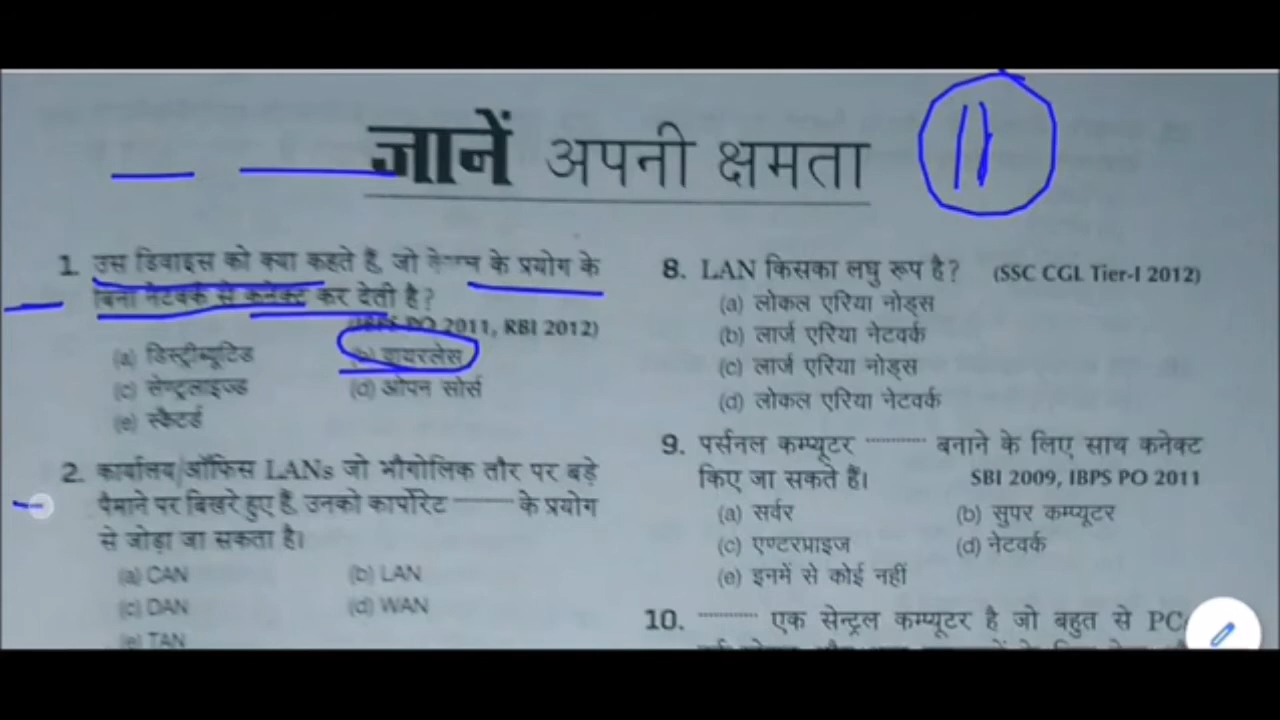 जानें अपनी क्षमता
11
1. उस डिवाइस को क्या कहते हैं, जो के प्रयोग के
बिना नेटवर्क से कनेक्ट कर देती है?
(IBPS PO 2011, RBI 2012)
(a) डिस्ट्रीब्यूटिड (b) वायरलेस
(c) सेण्ट्रलाइज्ड (d) ओपन सोर्स
(e) स्कैटर्ड
2. कार्यालय/ऑफिस LANs जो भौगोलिक तौर पर बड़े
पैमाने पर बिखरे हुए हैं, उनको कार्पोरेट ............ के प्रयोग
से जोड़ा जा सकता है।
(a) CAN (b) LAN
(c) DAN (d) WAN
(e) TAN
8. LAN किसका लघु रूप है? (SSC CGL Tier-I 2012)
(a) लोकल एरिया नोड्स
(b) लार्ज एरिया नेटवर्क
(c) लार्ज एरिया नोड्स
(d) लोकल एरिया नेटवर्क
9. पर्सनल कम्प्यूटर ............ बनाने के लिए साथ कनेक्ट
किए जा सकते हैं। SBI 2009, IBPS PO 2011
(a) सर्वर (b) सुपर कम्प्यूटर
(c) एण्टरप्राइज (d) नेटवर्क
(e) इनमें से कोई नहीं
10. ............ एक सेन्ट्रल कम्प्यूटर है जो बहुत से PCs